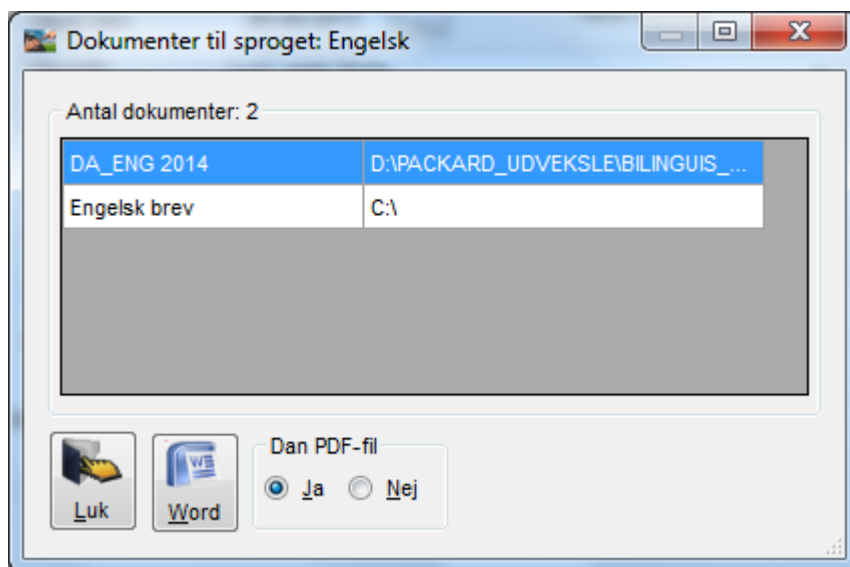 Dokumenter til sproget: Engelsk
Antal dokumenter: 2
DA_ENG 2014 D:\PACKARD_UDVEKSLE\BILINGUIS_...
Engelsk brev C:\
Dan PDF-fil
Ja Nej
Luk Word